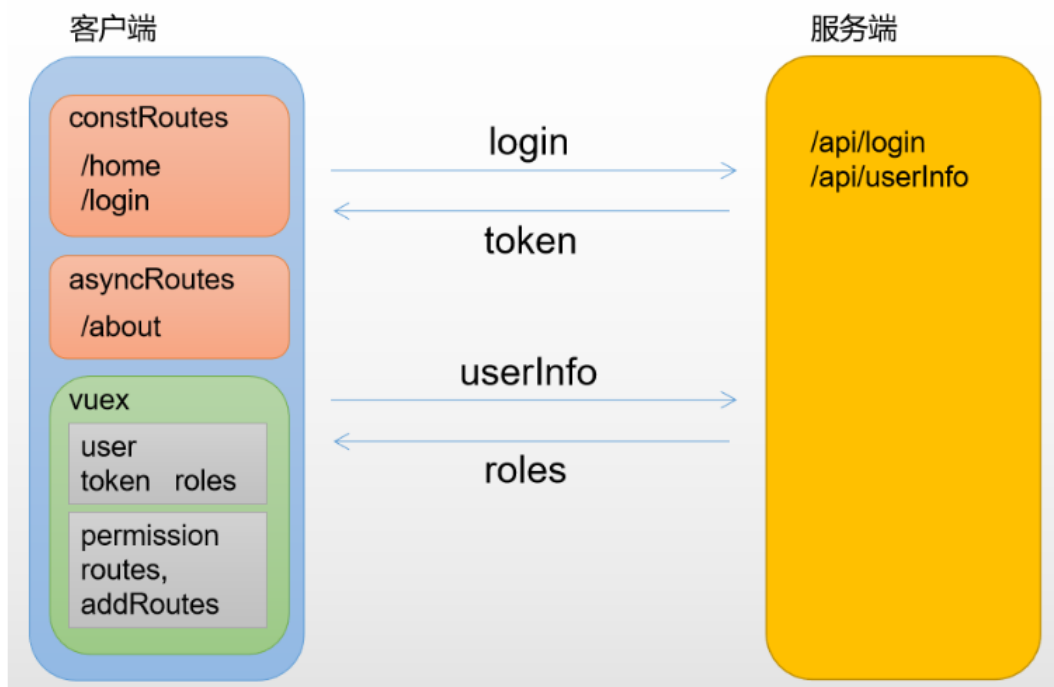 客户端
服务端
constRoutes
/home
/login
asyncRoutes
/about
vuex
user
token roles
permission
routes,
addRoutes
login
token
userInfo
roles
/api/login
/api/userInfo